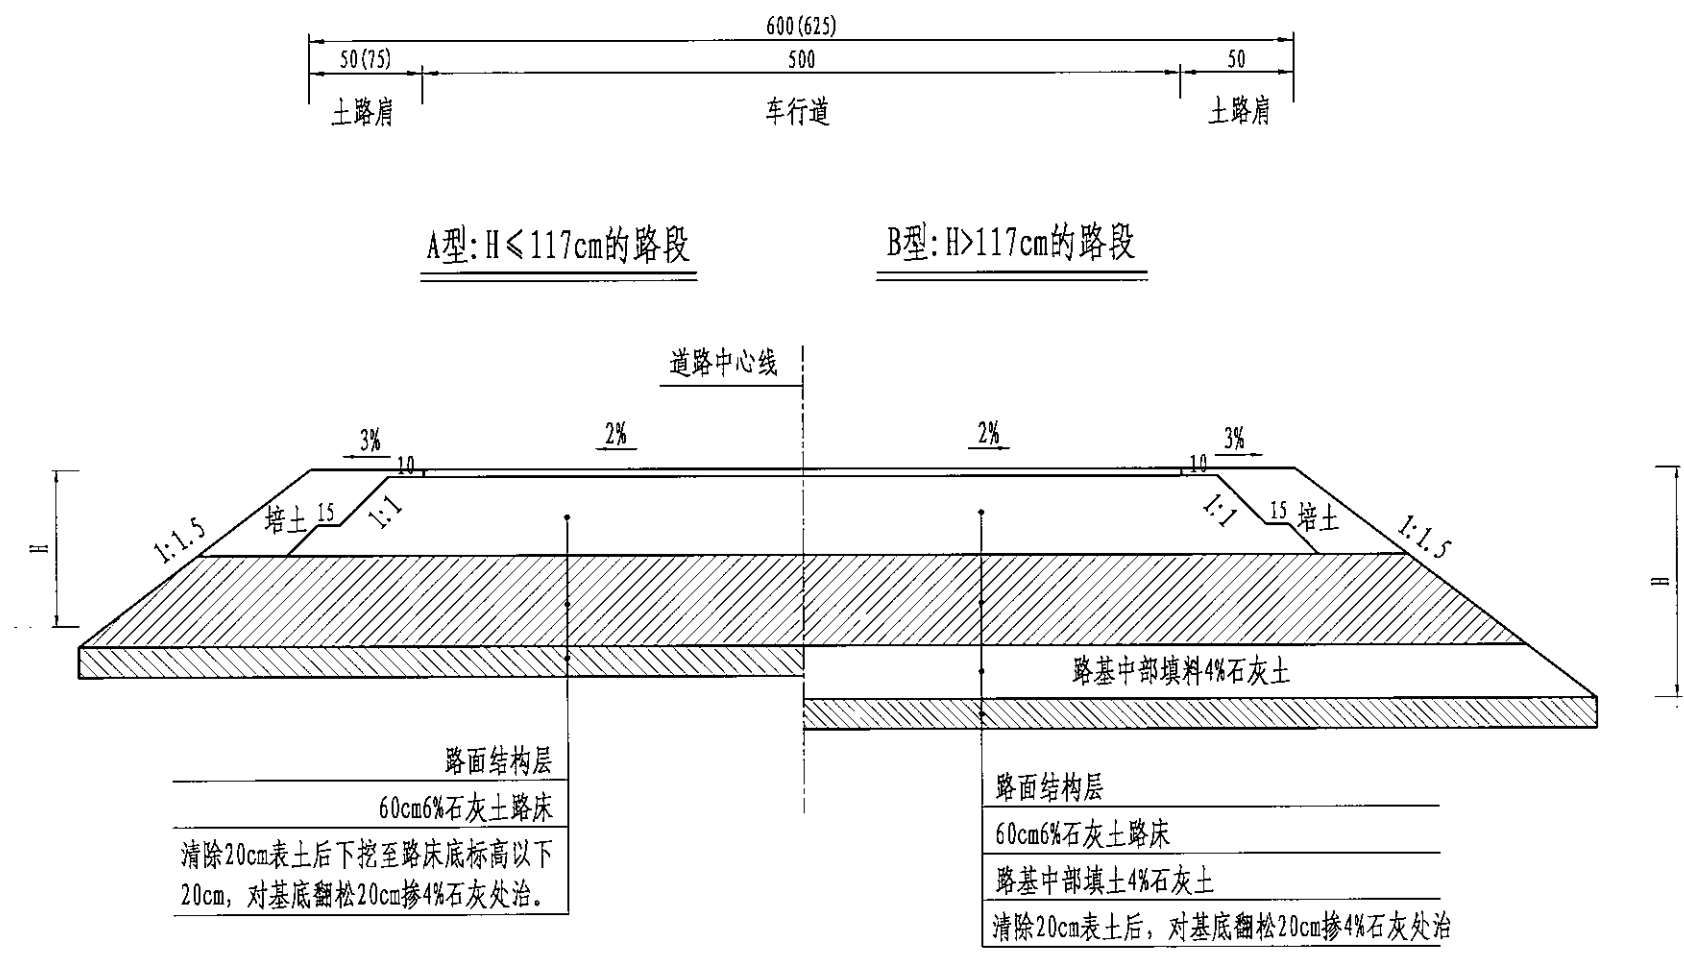 600(625)
50(75)
500
50
土路肩
车行道
土路肩
A型:H≤117cm的路段
B型:H>117cm的路段
道路中心线
3%
2%
2%
3%
10
10
培土
15
1:1
1:1
15
培土
1:1.5
1:1.5
H
H
路基中部填料4%石灰土
路面结构层
60cm6%石灰土路床
清除20cm表土后下挖至路床底标高以下
20cm，对基底翻松20cm掺4%石灰处治。
路面结构层
60cm6%石灰土路床
路基中部填土4%石灰土
清除20cm表土后，对基底翻松20cm掺4%石灰处治